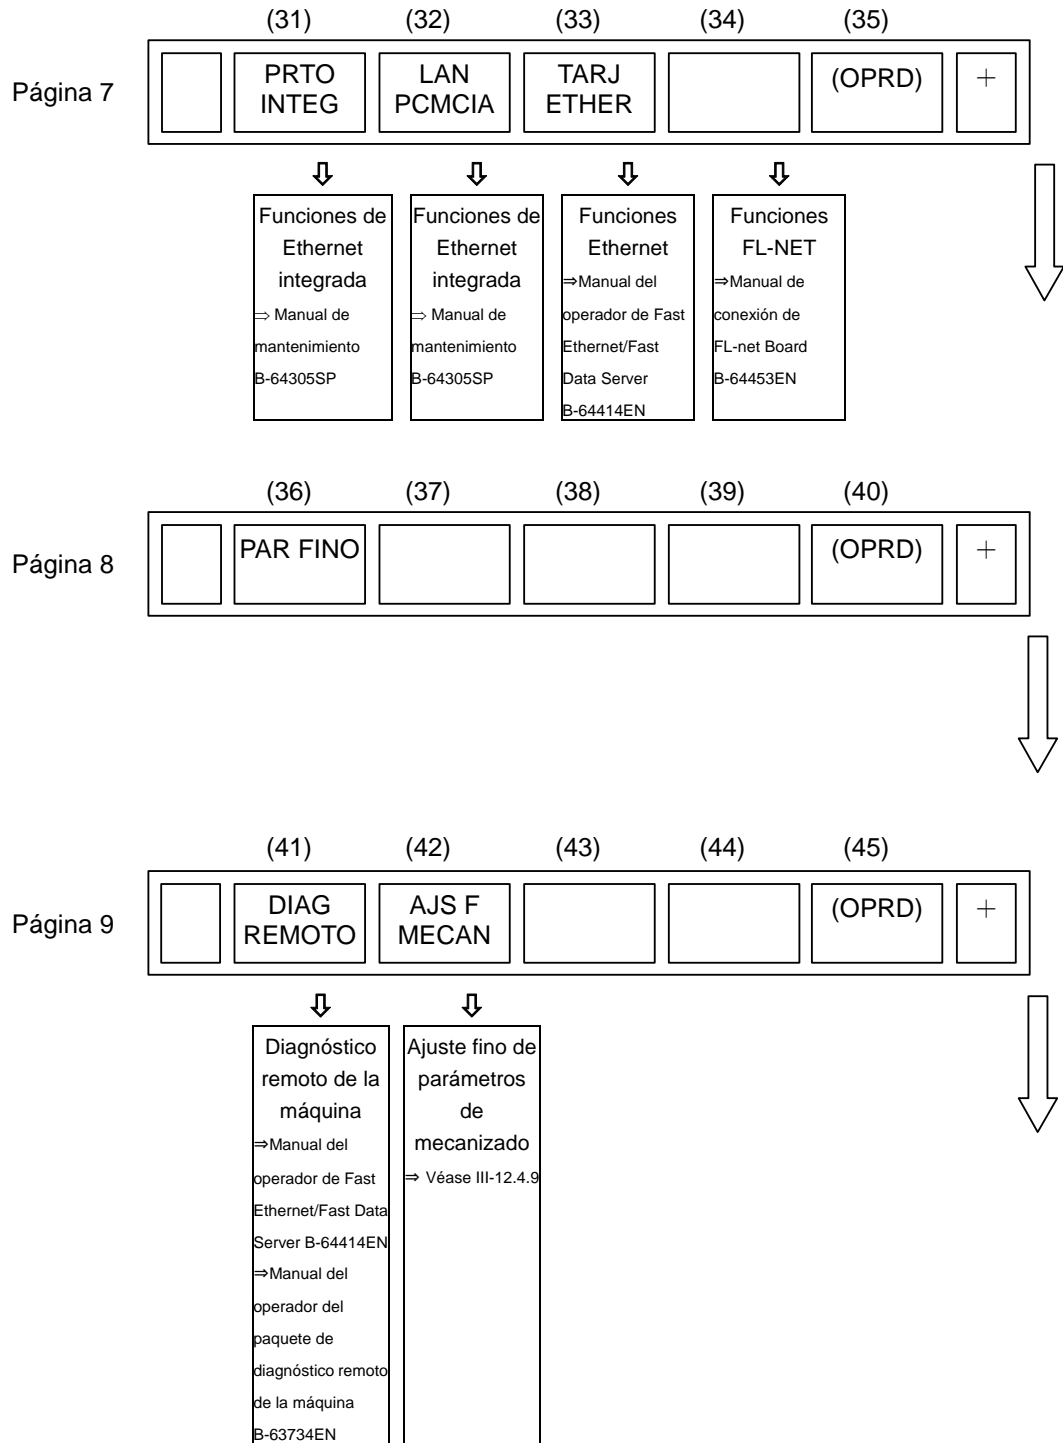 (31) (32) (33) (34) (35)
Página 7
PRTO INTEG
LAN PCMCIA
TARJ ETHER
(OPRD)
+
Funciones de
Ethernet
integrada
⇒ Manual de
mantenimiento
B-64305SP
Funciones de
Ethernet
integrada
⇒ Manual de
mantenimiento
B-64305SP
Funciones
Ethernet
⇒Manual del
operador de Fast
Ethernet/Fast
Data Server
B-64414EN
Funciones
FL-NET
⇒Manual de
conexión de
FL-net Board
B-64453EN
(36) (37) (38) (39) (40)
Página 8
PAR FINO
(OPRD)
+
(41) (42) (43) (44) (45)
Página 9
DIAG REMOTO
AJS F MECAN
(OPRD)
+
Diagnóstico
remoto de la
máquina
⇒Manual del
operador de Fast
Ethernet/Fast Data
Server B-64414EN
⇒Manual del
operador del
paquete de
diagnóstico remoto
de la máquina
B-63734EN
Ajuste fino de
parámetros
de
mecanizado
⇒ Véase III-12.4.9